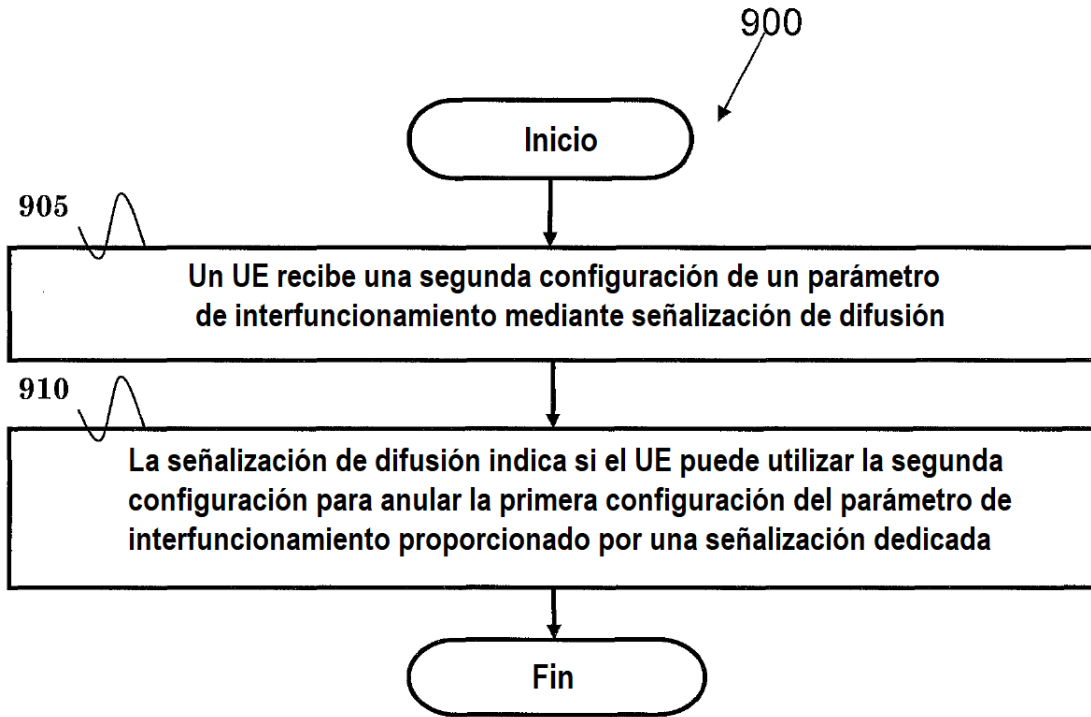 900
Inicio
905
Un UE recibe una segunda configuración de un parámetro
de interfuncionamiento mediante señalización de difusión
910
La señalización de difusión indica si el UE puede utilizar la segunda
configuración para anular la primera configuración del parámetro de
interfuncionamiento proporcionado por una señalización dedicada
Fin